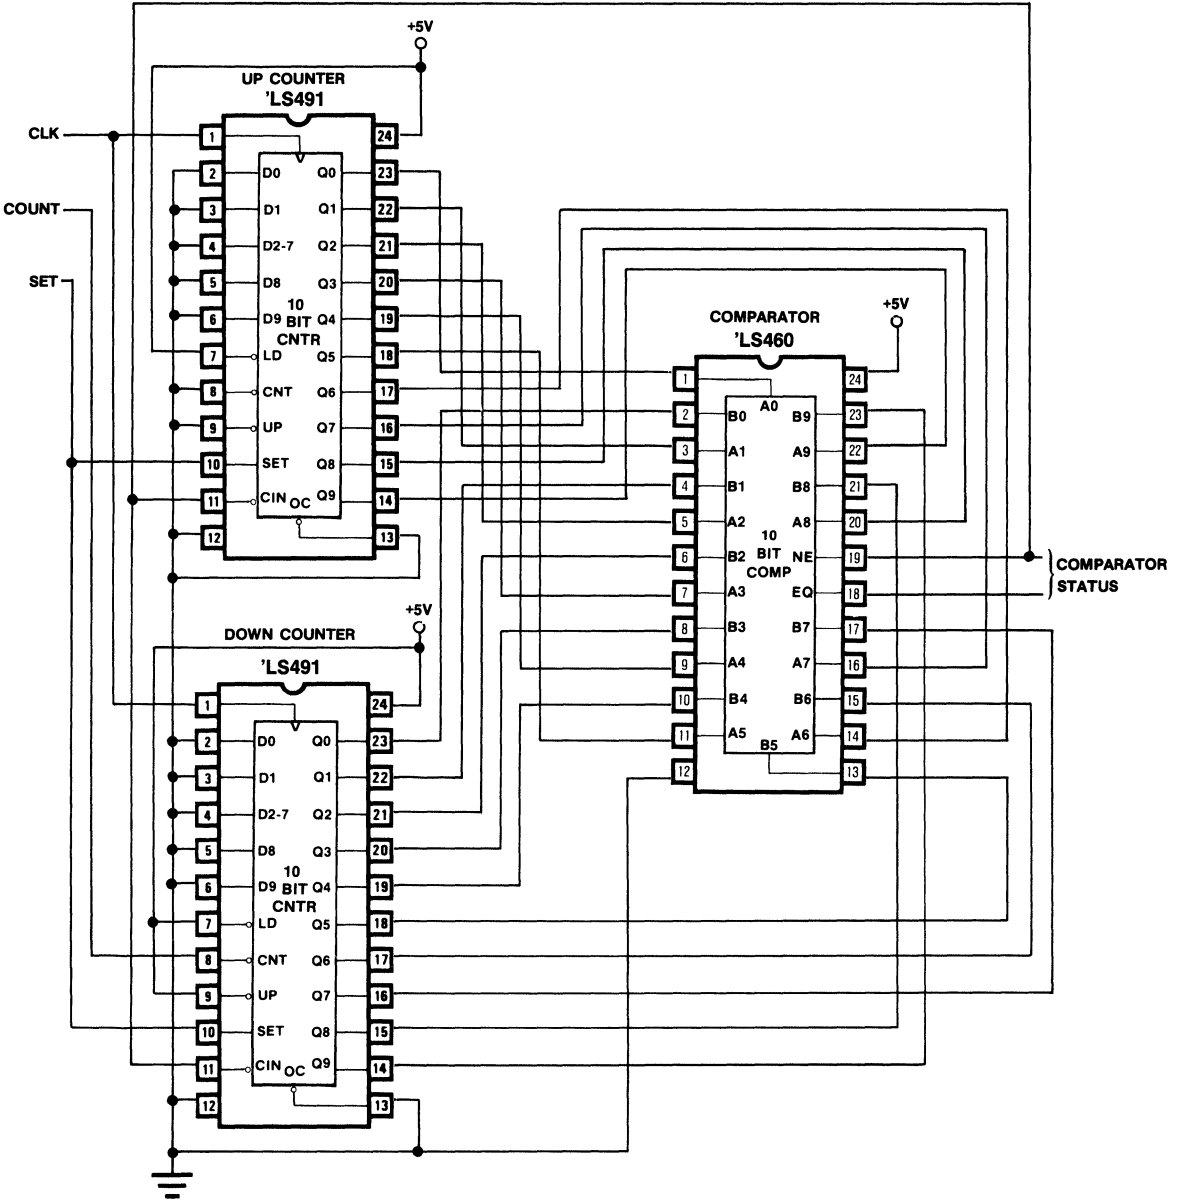 +5V
UP COUNTER
'LS491
CLK
COUNT
SET
1 24
2 D0 Q0 23
3 D1 Q1 22
4 D2-7 Q2 21
5 D8 Q3 20
6 D9 Q4 19
10
BIT
CNTR
7 LD Q5 18
8 CNT Q6 17
9 UP Q7 16
10 SET Q8 15
11 CIN OC Q9 14
12 13
+5V
COMPARATOR
'LS460
1 A0 24
2 B0 B9 23
3 A1 A9 22
4 B1 B8 21
5 A2 A8 20
10
BIT
COMP
6 B2 NE 19
7 A3 EQ 18
8 B3 B7 17
9 A4 A7 16
10 B4 B6 15
11 A5 A6 14
12 B5 13
COMPARATOR
STATUS
+5V
DOWN COUNTER
'LS491
1 24
2 D0 Q0 23
3 D1 Q1 22
4 D2-7 Q2 21
5 D8 Q3 20
6 D9 Q4 19
10
BIT
CNTR
7 LD Q5 18
8 CNT Q6 17
9 UP Q7 16
10 SET Q8 15
11 CIN OC Q9 14
12 13